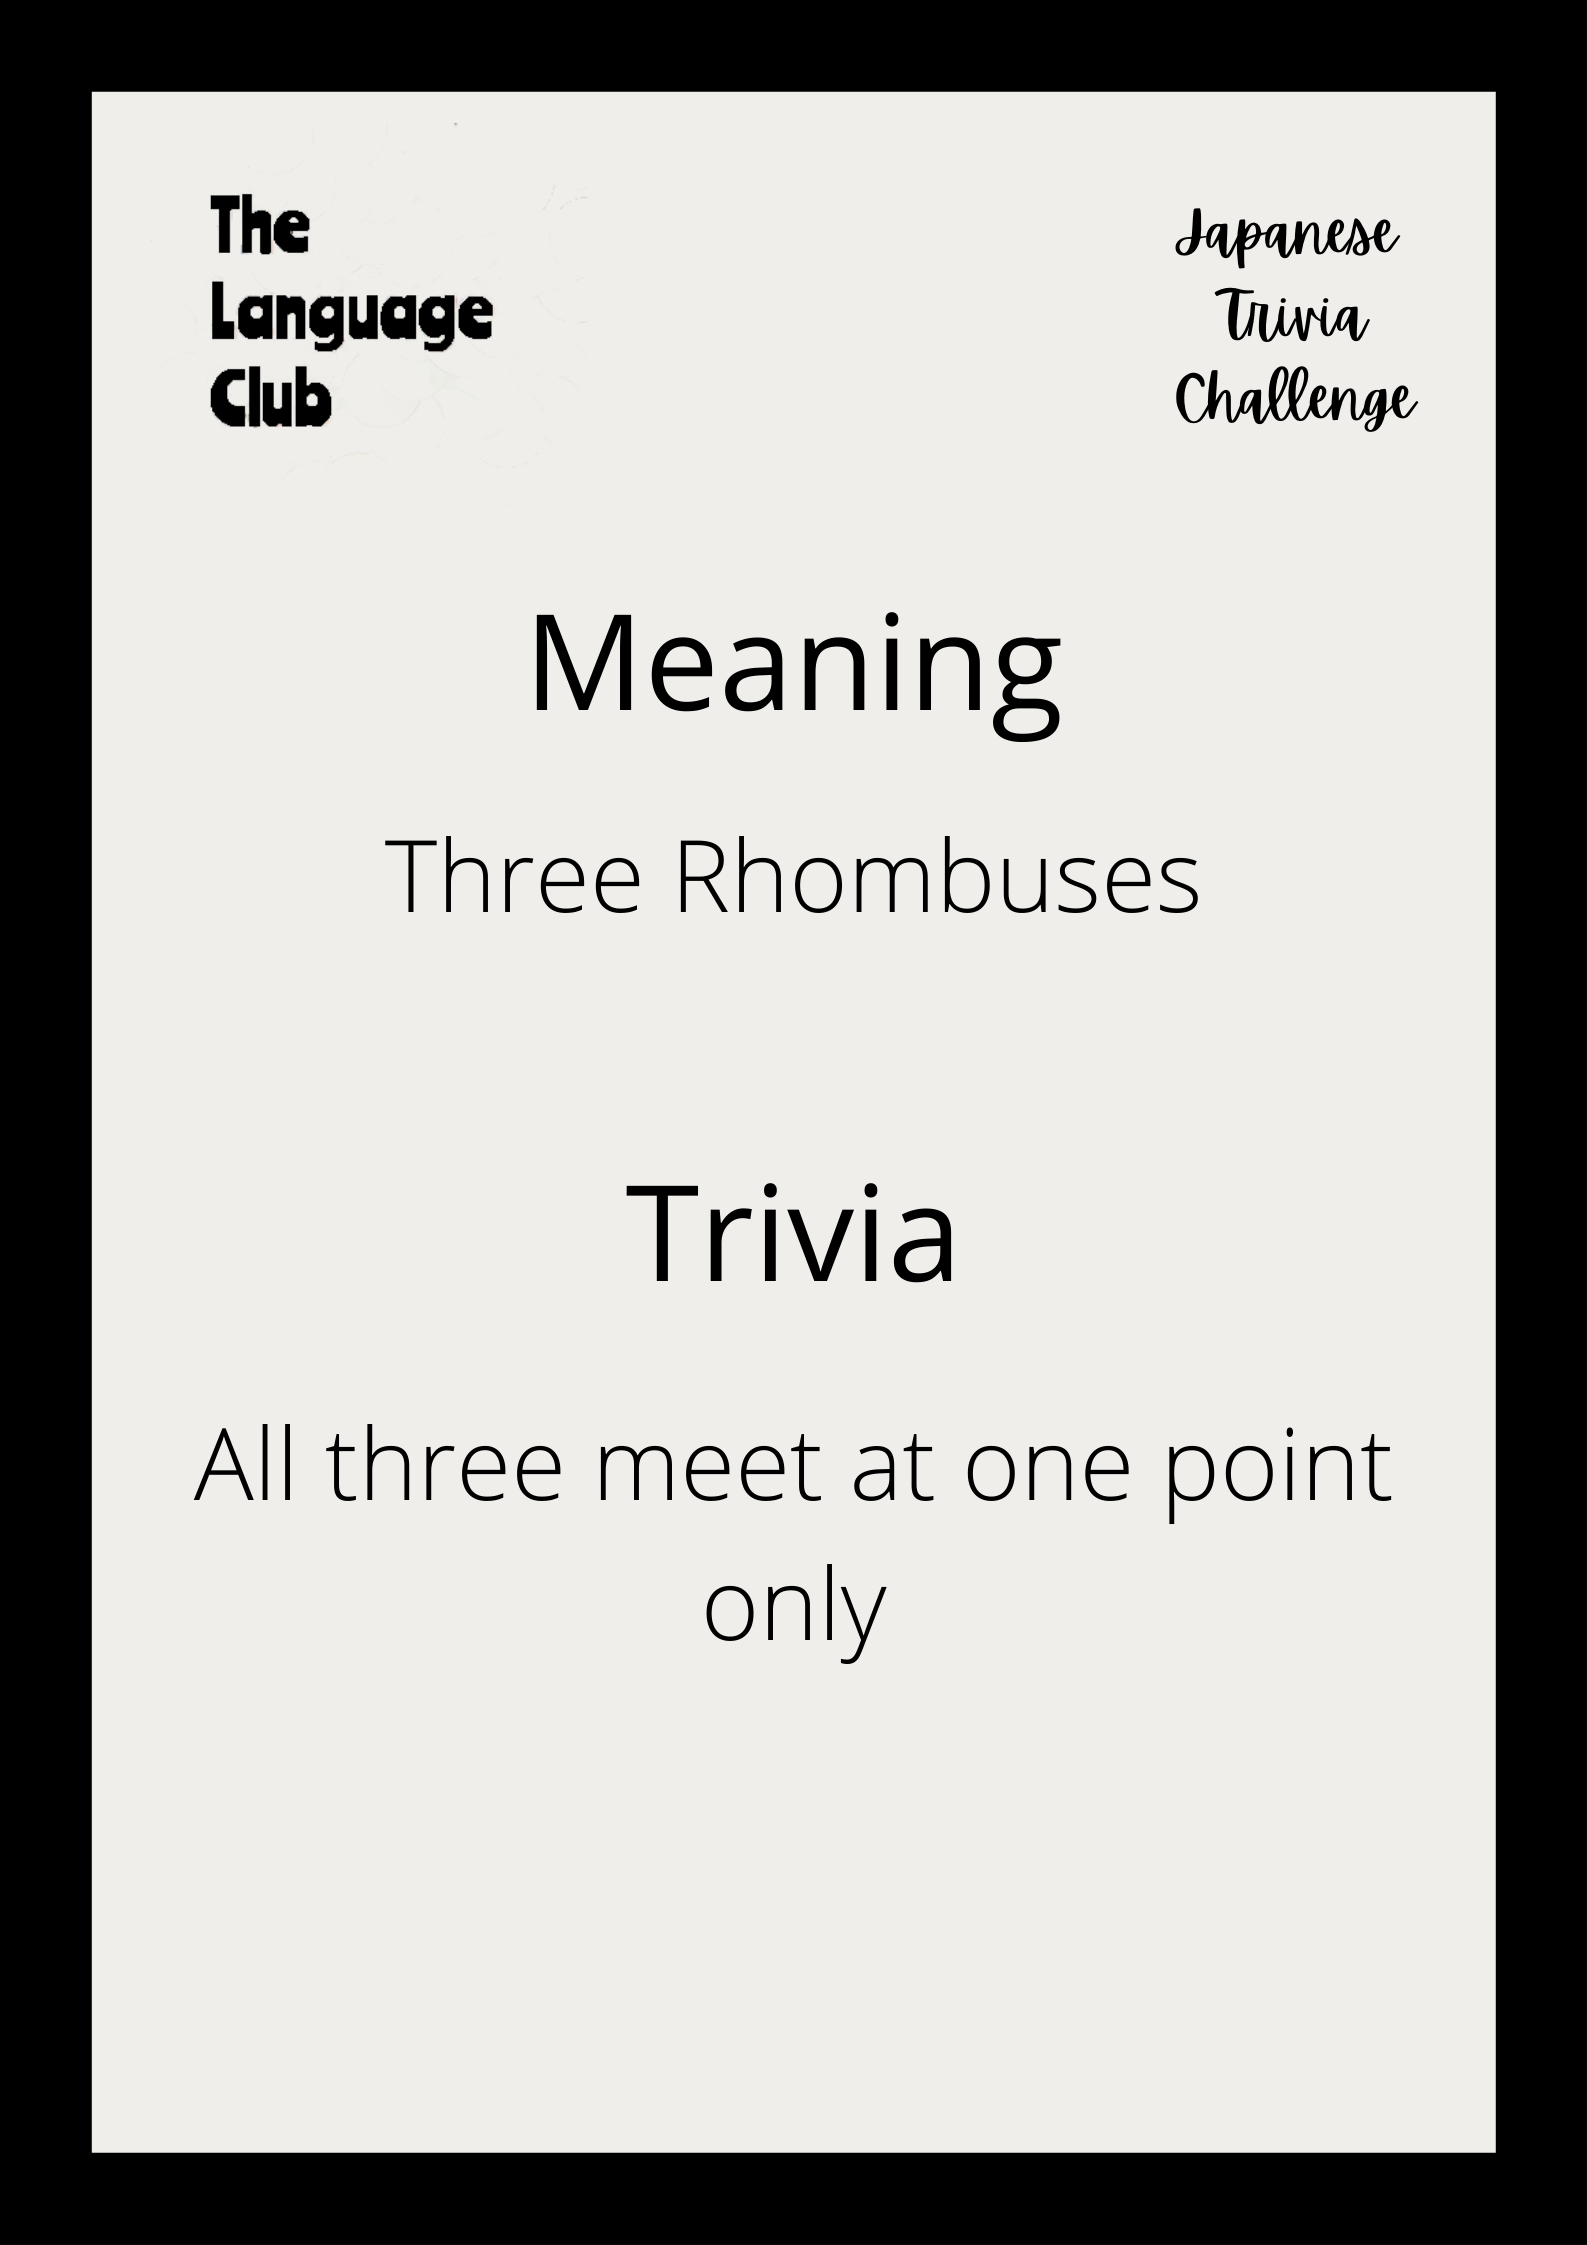 The
Language
Club
Japanese
Trivia
Challenge
Meaning
Three Rhombuses
Trivia
All three meet at one point
only